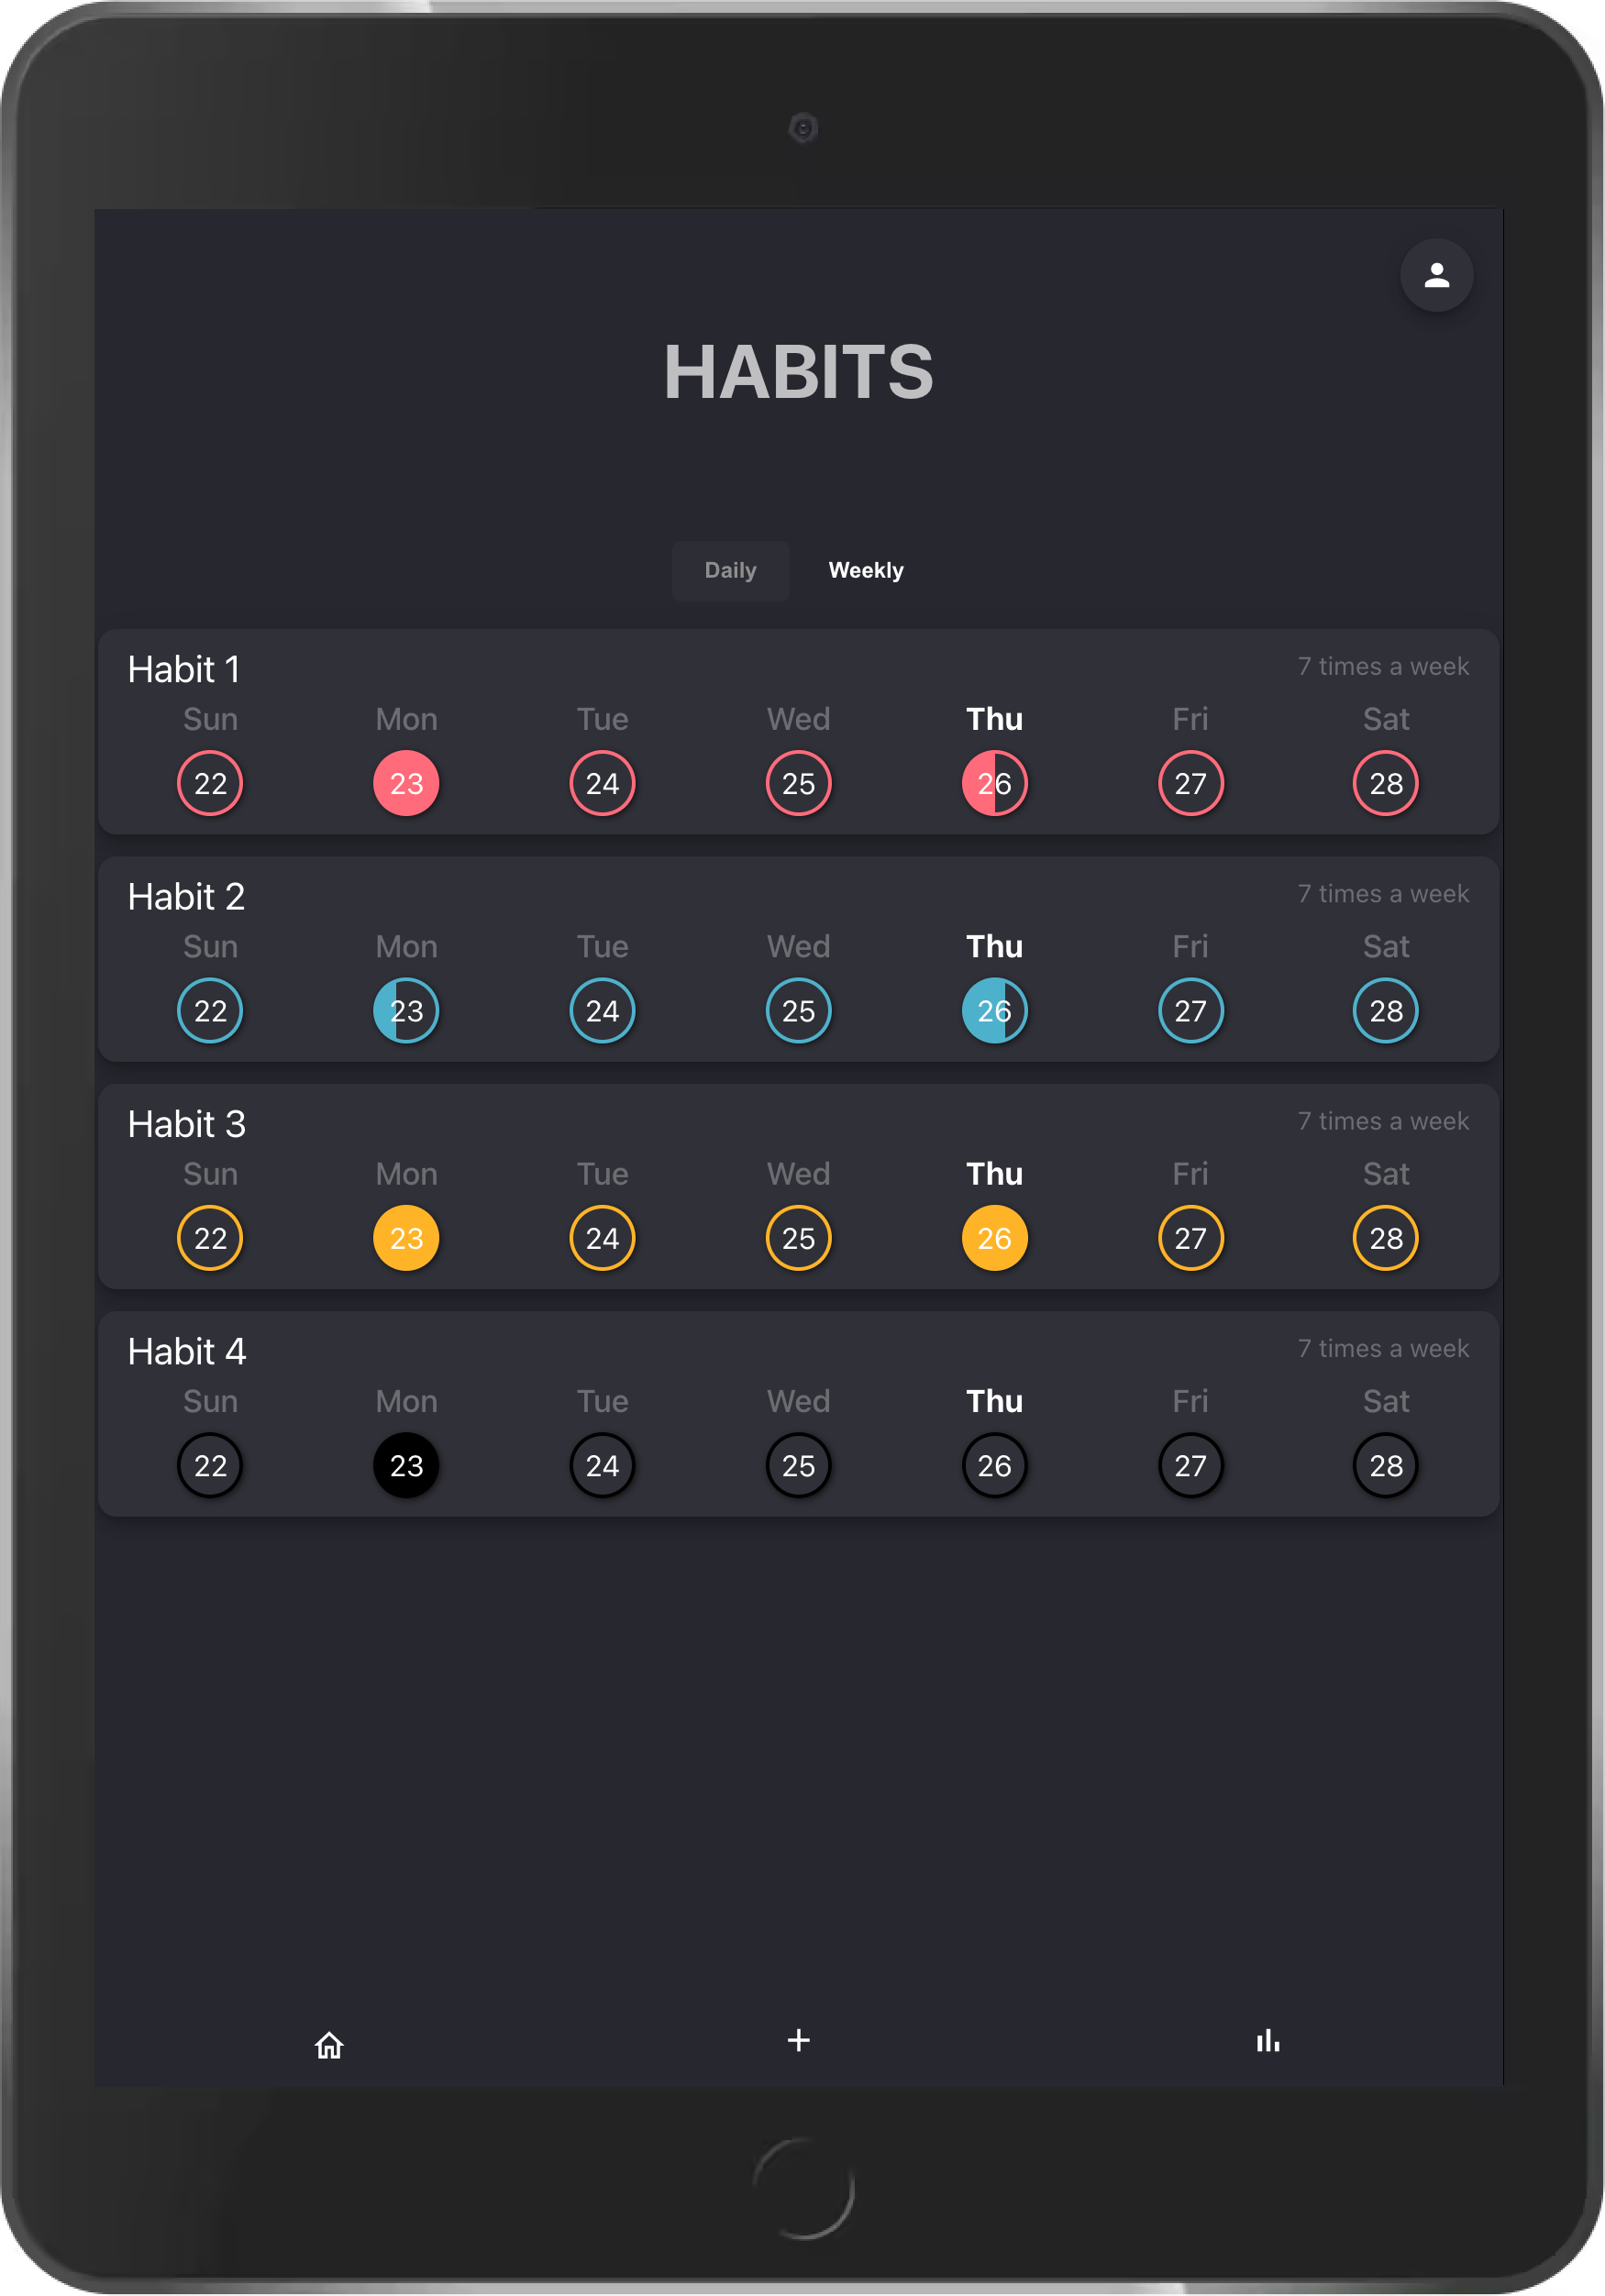 HABITS
Daily Weekly
Habit 1 7 times a week
Sun Mon Tue Wed Thu Fri Sat
22 23 24 25 26 27 28
Habit 2 7 times a week
Sun Mon Tue Wed Thu Fri Sat
22 23 24 25 26 27 28
Habit 3 7 times a week
Sun Mon Tue Wed Thu Fri Sat
22 23 24 25 26 27 28
Habit 4 7 times a week
Sun Mon Tue Wed Thu Fri Sat
22 23 24 25 26 27 28